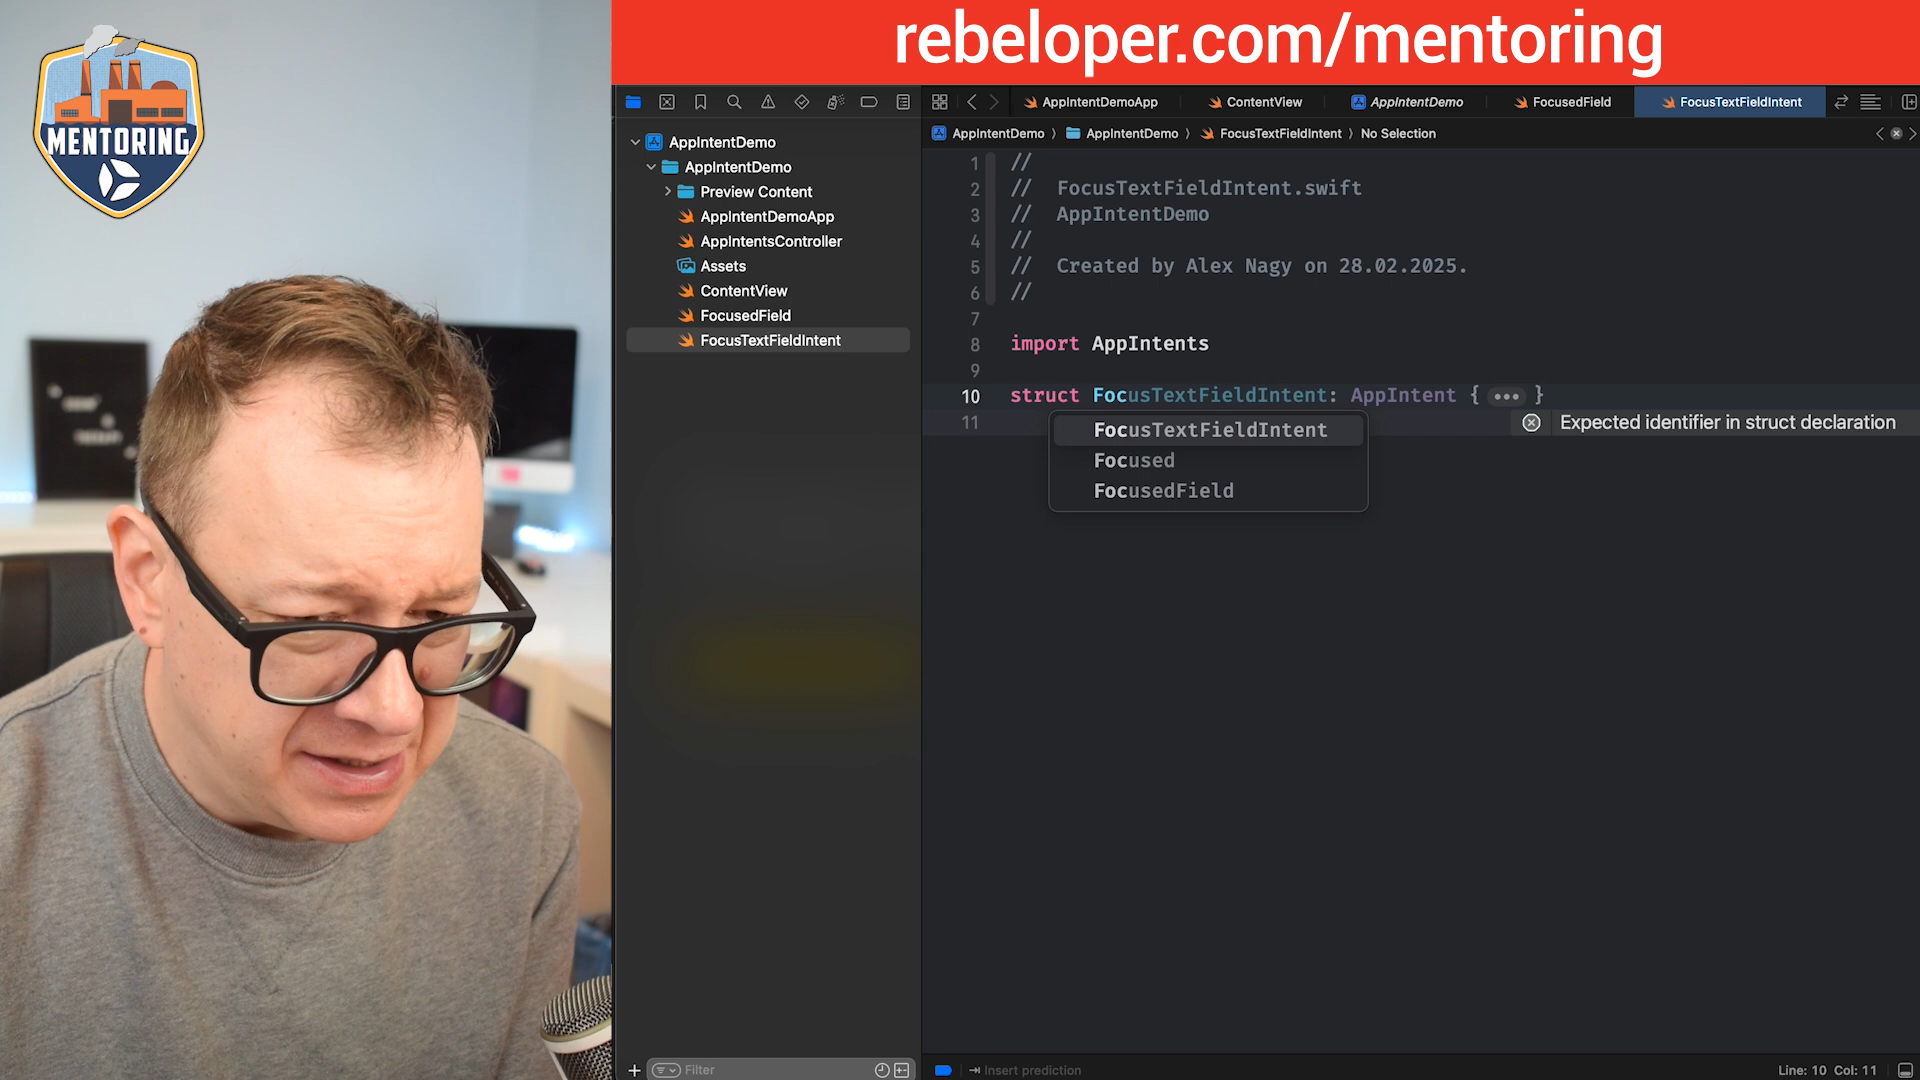 MENTORING
rebeloper.com/mentoring
AppIntentDemoApp
ContentView
AppIntentDemo
FocusedField
FocusTextFieldIntent
AppIntentDemo
AppIntentDemo
FocusTextFieldIntent
No Selection
AppIntentDemo
AppIntentDemo
Preview Content
AppIntentDemoApp
AppIntentsController
Assets
ContentView
FocusedField
FocusTextFieldIntent
1 //
2 // FocusTextFieldIntent.swift
3 // AppIntentDemo
4 //
5 // Created by Alex Nagy on 28.02.2025.
6 //
7
8 import AppIntents
9
10 struct FocusTextFieldIntent: AppIntent { ••• }
11
Expected identifier in struct declaration
FocusTextFieldIntent
Focused
FocusedField
Filter
Insert prediction
Line: 10 Col: 11